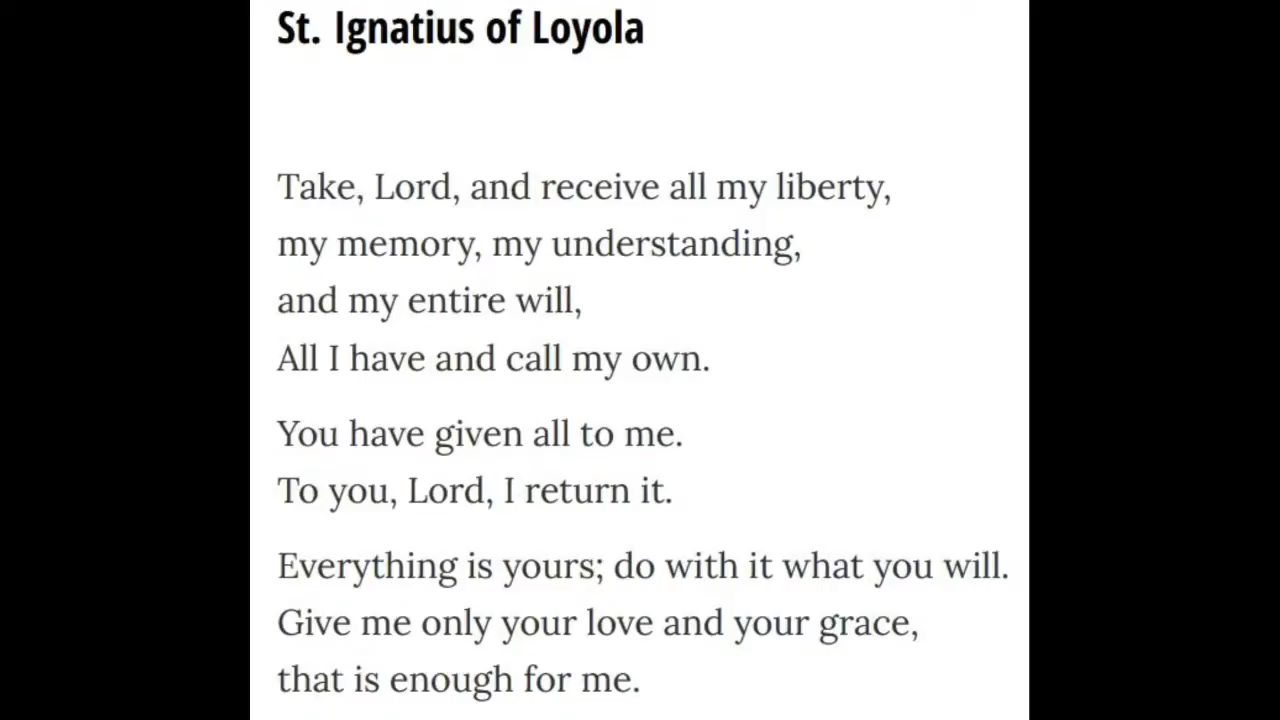 St. Ignatius of Loyola
Take, Lord, and receive all my liberty,
my memory, my understanding,
and my entire will,
All I have and call my own.
You have given all to me.
To you, Lord, I return it.
Everything is yours; do with it what you will.
Give me only your love and your grace,
that is enough for me.